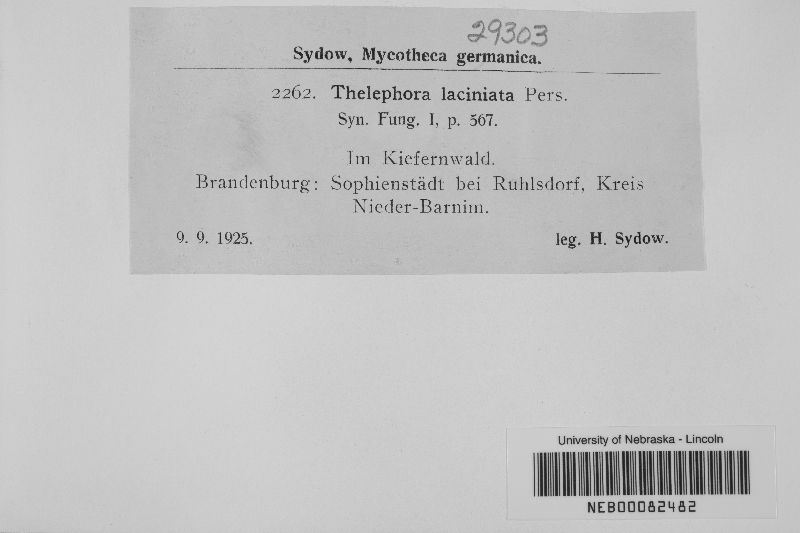 29303
Sydow, Mycotheca germanica.
2262. Thelephora laciniata Pers.
Syn. Fung. I, p. 567.
Im Kiefernwald.
Brandenburg: Sophienstädt bei Ruhlsdorf, Kreis
Nieder-Barnim.
9. 9. 1925. leg. H. Sydow.
University of Nebraska - Lincoln
NEB00082482